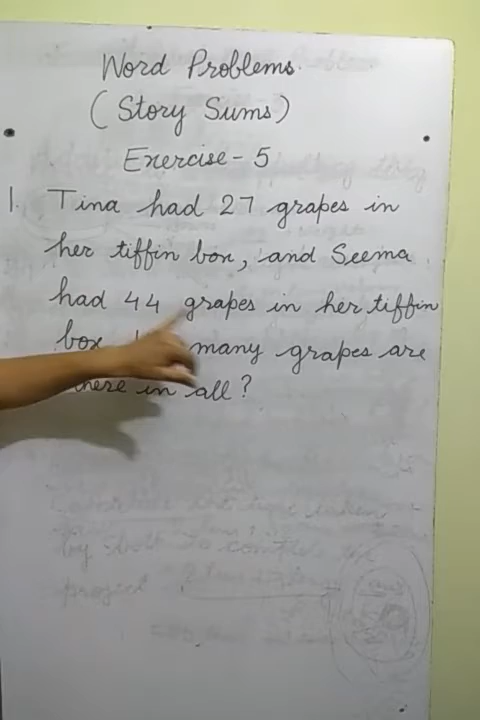 Word Problems.
(Story Sums)
Exercise - 5
1. Tina had 27 grapes in
her tiffin box, and Seema
had 44 grapes in her tiffin
box. many grapes are
there in all?